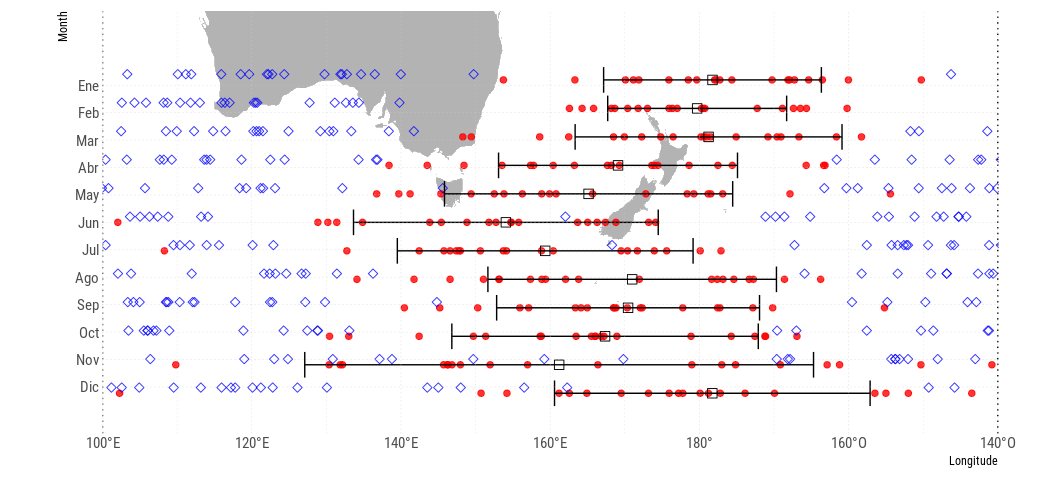 Month
Ene
Feb
Mar
Abr
May
Jun
Jul
Ago
Sep
Oct
Nov
Dic
100°E 120°E 140°E 160°E 180° 160°O 140°O
Longitude